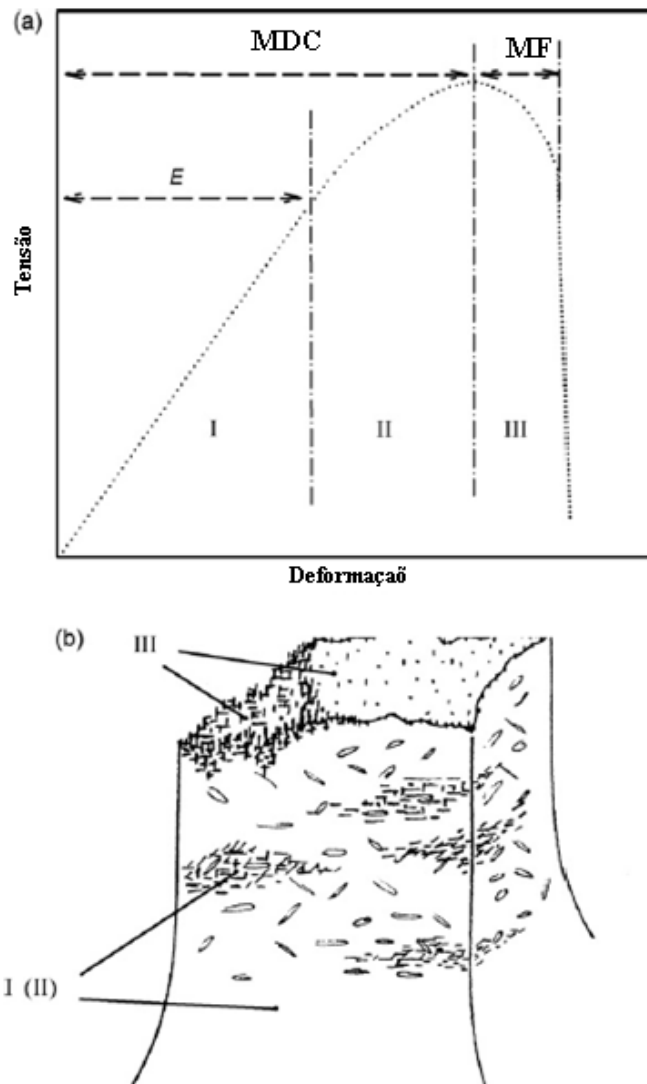 (a)
MDC
MF
E
Tensão
I
II
III
Deformaçaõ
(b)
III
I (II)